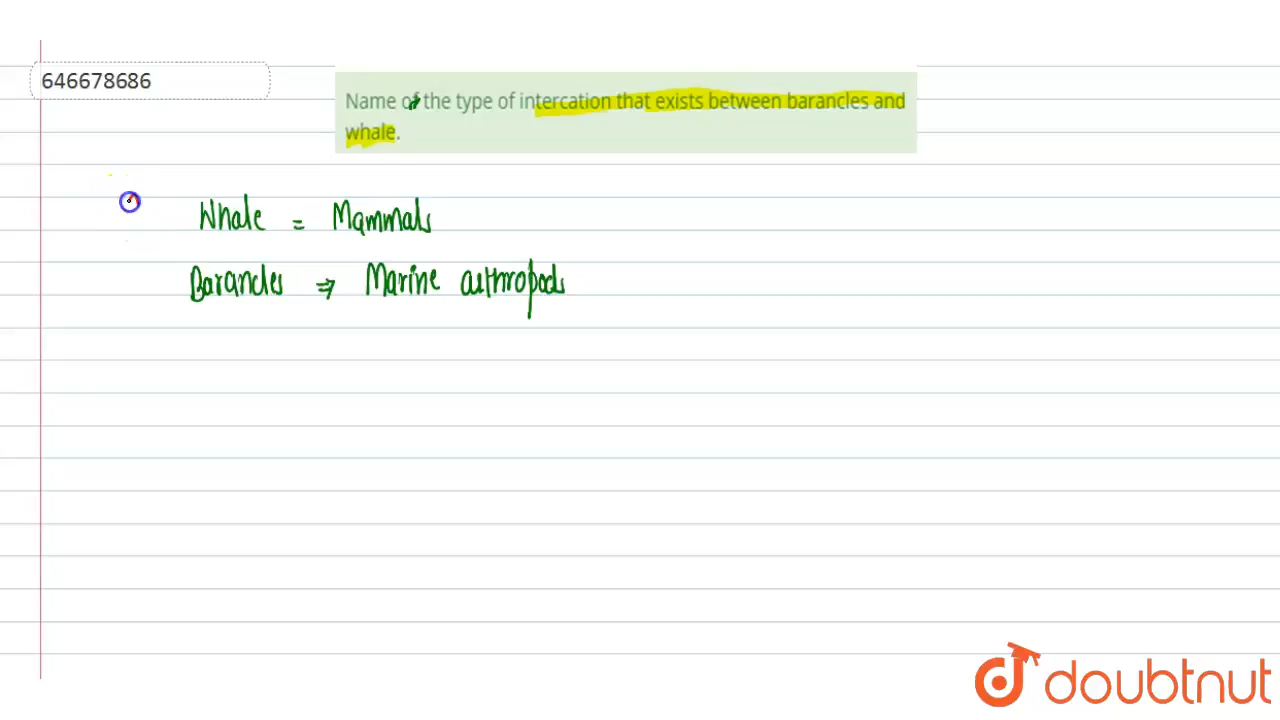 646678686
Name of the type of intercation that exists between barancles and
whale.
Whale = Mammals
Barancles ⇒ Marine arthropods
doubtnut